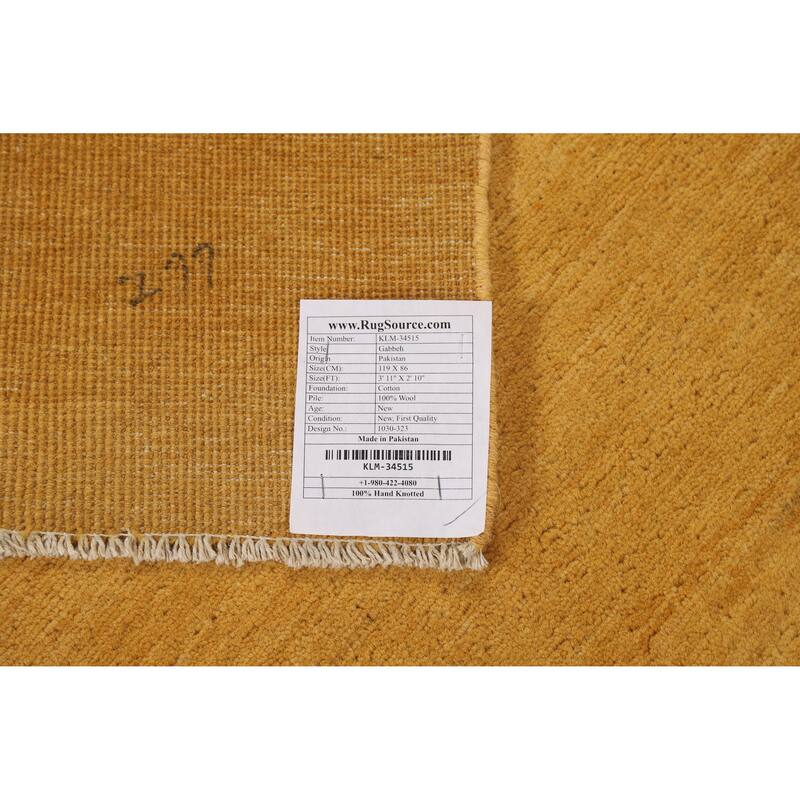 237
www.RugSource.com
Item Number: KLM-34515
Style Gabbeh
Origin Pakistan
Size(CM): 119 X 86
Size(FT): 3' 11" X 2' 10"
Foundation: Cotton
Pile: 100% Wool
Age: New
Condition: New, First Quality
Design No.: 1030-323
Made in Pakistan
KLM-34515
+1-980-422-4080
100% Hand Knotted